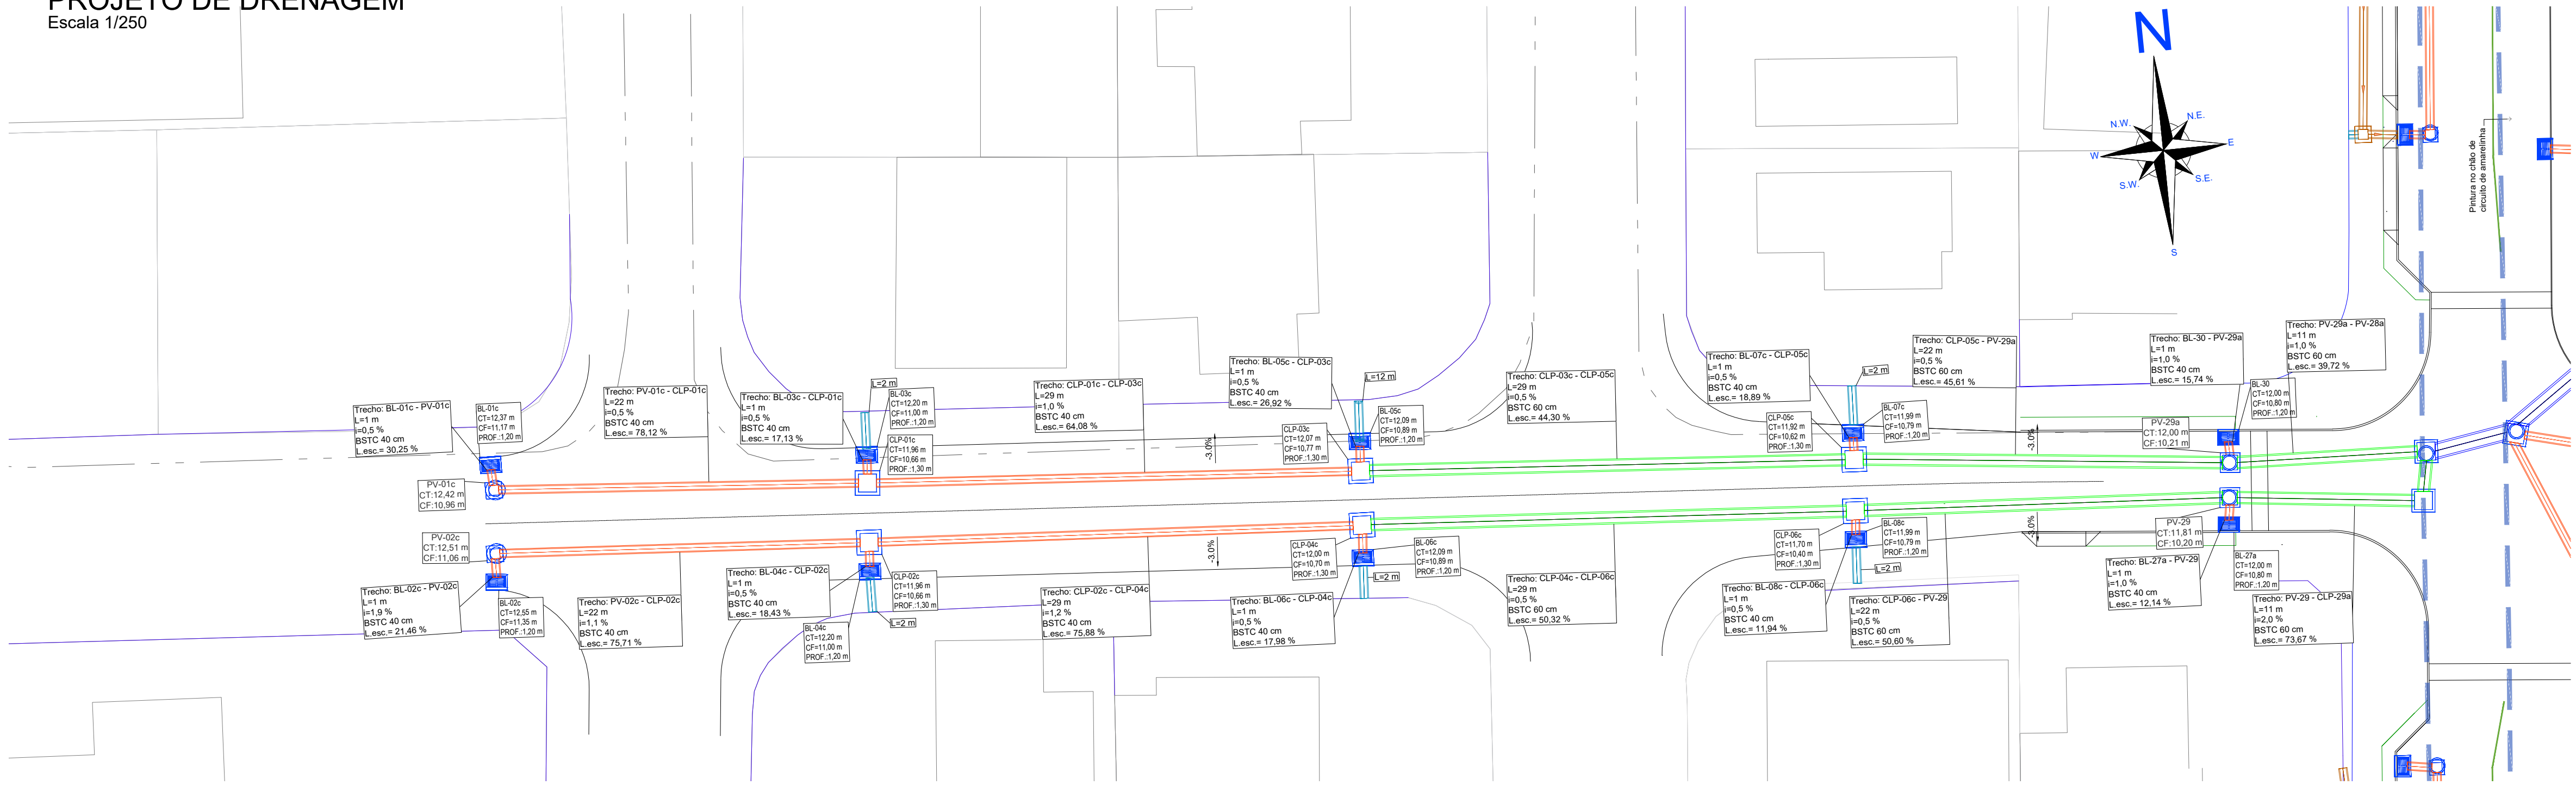 PROJETO DE DRENAGEM
Escala 1/250
N
N.W.
N.E.
W
E
S.W.
S.E.
S
Pintura no chão de
circuito de amarelinha
Trecho: BL-01c - PV-01c
L=1 m
i=0,5 %
BSTC 40 cm
L.esc.= 30,25 %
BL-01c
CT=12,37 m
CF=11,17 m
PROF.:1,20 m
PV-01c
CT:12,42 m
CF:10,96 m
Trecho: PV-01c - CLP-01c
L=22 m
i=0,5 %
BSTC 40 cm
L.esc.= 78,12 %
Trecho: BL-03c - CLP-01c
L=1 m
i=0,5 %
BSTC 40 cm
L.esc.= 17,13 %
L=2 m
BL-03c
CT=12,20 m
CF=11,00 m
PROF.:1,20 m
CLP-01c
CT=11,96 m
CF=10,66 m
PROF.:1,30 m
Trecho: CLP-01c - CLP-03c
L=29 m
i=1,0 %
BSTC 40 cm
L.esc.= 64,08 %
-3.0%
Trecho: BL-05c - CLP-03c
L=1 m
i=0,5 %
BSTC 40 cm
L.esc.= 26,92 %
L=12 m
BL-05c
CT=12,09 m
CF=10,89 m
PROF.:1,20 m
CLP-03c
CT=12,07 m
CF=10,77 m
PROF.:1,30 m
Trecho: CLP-03c - CLP-05c
L=29 m
i=0,5 %
BSTC 60 cm
L.esc.= 44,30 %
Trecho: BL-07c - CLP-05c
L=1 m
i=0,5 %
BSTC 40 cm
L.esc.= 18,89 %
L=2 m
CLP-05c
CT=11,92 m
CF=10,62 m
PROF.:1,30 m
BL-07c
CT=11,99 m
CF=10,79 m
PROF.:1,20 m
Trecho: CLP-05c - PV-29a
L=22 m
i=0,5 %
BSTC 60 cm
L.esc.= 45,61 %
-3.0%
Trecho: BL-30 - PV-29a
L=1 m
i=1,0 %
BSTC 40 cm
L.esc.= 15,74 %
PV-29a
CT:12,00 m
CF:10,21 m
BL-30
CT=12,00 m
CF=10,80 m
PROF.:1,20 m
Trecho: PV-29a - PV-28a
L=11 m
i=1,0 %
BSTC 60 cm
L.esc.= 39,72 %
PV-02c
CT:12,51 m
CF:11,06 m
Trecho: BL-02c - PV-02c
L=1 m
i=1,9 %
BSTC 40 cm
L.esc.= 21,46 %
BL-02c
CT=12,55 m
CF=11,35 m
PROF.:1,20 m
Trecho: PV-02c - CLP-02c
L=22 m
i=1,1 %
BSTC 40 cm
L.esc.= 75,71 %
Trecho: BL-04c - CLP-02c
L=1 m
i=0,5 %
BSTC 40 cm
L.esc.= 18,43 %
BL-04c
CT=12,20 m
CF=11,00 m
PROF.:1,20 m
CLP-02c
CT=11,96 m
CF=10,66 m
PROF.:1,30 m
L=2 m
Trecho: CLP-02c - CLP-04c
L=29 m
i=1,2 %
BSTC 40 cm
L.esc.= 75,88 %
-3.0%
Trecho: BL-06c - CLP-04c
L=1 m
i=0,5 %
BSTC 40 cm
L.esc.= 17,98 %
CLP-04c
CT=12,00 m
CF=10,70 m
PROF.:1,30 m
BL-06c
CT=12,09 m
CF=10,89 m
PROF.:1,20 m
L=2 m
Trecho: CLP-04c - CLP-06c
L=29 m
i=0,5 %
BSTC 60 cm
L.esc.= 50,32 %
CLP-06c
CT=11,70 m
CF=10,40 m
PROF.:1,30 m
BL-08c
CT=11,99 m
CF=10,79 m
PROF.:1,20 m
L=2 m
Trecho: BL-08c - CLP-06c
L=1 m
i=0,5 %
BSTC 40 cm
L.esc.= 11,94 %
Trecho: CLP-06c - PV-29
L=22 m
i=0,5 %
BSTC 60 cm
L.esc.= 50,60 %
-3.0%
PV-29
CT:11,81 m
CF:10,20 m
Trecho: BL-27a - PV-29
L=1 m
i=1,0 %
BSTC 40 cm
L.esc.= 12,14 %
BL-27a
CT=12,00 m
CF=10,80 m
PROF.:1,20 m
Trecho: PV-29 - CLP-29a
L=11 m
i=2,0 %
BSTC 60 cm
L.esc.= 73,67 %